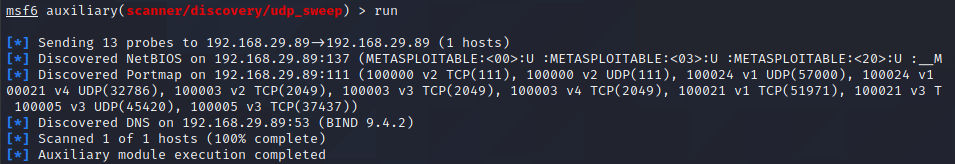 msf6 auxiliary(scanner/discovery/udp_sweep) > run
[*] Sending 13 probes to 192.168.29.89→192.168.29.89 (1 hosts)
[*] Discovered NetBIOS on 192.168.29.89:137 (METASPLOITABLE:<00>:U :METASPLOITABLE:<03>:U :METASPLOITABLE:<20>:U :__M
[*] Discovered Portmap on 192.168.29.89:111 (100000 v2 TCP(111), 100000 v2 UDP(111), 100024 v1 UDP(57000), 100024 v1
00021 v4 UDP(32786), 100003 v2 TCP(2049), 100003 v3 TCP(2049), 100003 v4 TCP(2049), 100021 v1 TCP(51971), 100021 v3 T
100005 v3 UDP(45420), 100005 v3 TCP(37437))
[*] Discovered DNS on 192.168.29.89:53 (BIND 9.4.2)
[*] Scanned 1 of 1 hosts (100% complete)
[*] Auxiliary module execution completed